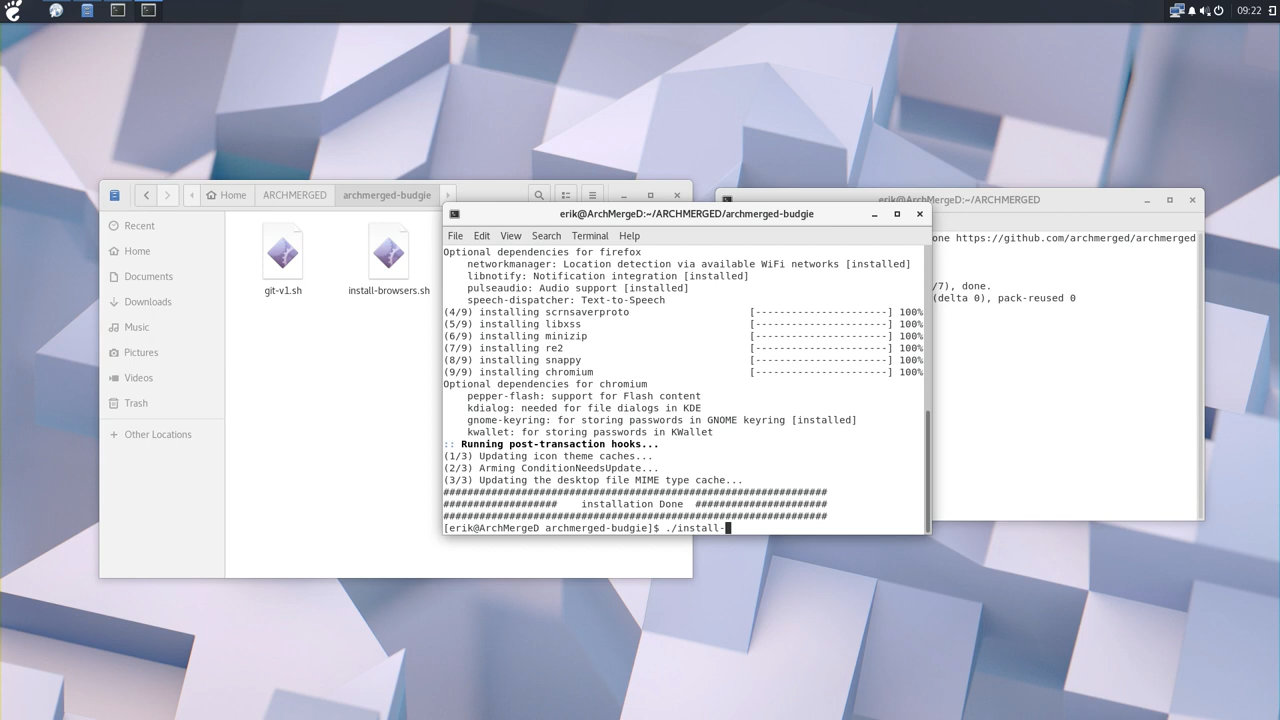 09:22
Home
ARCHMERGED
archmerged-budgie
Recent
Home
Documents
Downloads
Music
Pictures
Videos
Trash
Other Locations
git-v1.sh
install-browsers.sh
erik@ArchMergeD:~/ARCHMERGED
one https://github.com/archmerged/archmerged
/7), done.
(delta 0), pack-reused 0
erik@ArchMergeD:~/ARCHMERGED/archmerged-budgie
File Edit View Search Terminal Help
Optional dependencies for firefox
networkmanager: Location detection via available WiFi networks [installed]
libnotify: Notification integration [installed]
pulseaudio: Audio support [installed]
speech-dispatcher: Text-to-Speech
(4/9) installing scrnsaverproto [----------------------] 100%
(5/9) installing libxss [----------------------] 100%
(6/9) installing minizip [----------------------] 100%
(7/9) installing re2 [----------------------] 100%
(8/9) installing snappy [----------------------] 100%
(9/9) installing chromium [----------------------] 100%
Optional dependencies for chromium
pepper-flash: support for Flash content
kdialog: needed for file dialogs in KDE
gnome-keyring: for storing passwords in GNOME keyring [installed]
kwallet: for storing passwords in KWallet
:: Running post-transaction hooks...
(1/3) Updating icon theme caches...
(2/3) Arming ConditionNeedsUpdate...
(3/3) Updating the desktop file MIME type cache...
################################################################
################### installation Done ######################
################################################################
[erik@ArchMergeD archmerged-budgie]$ ./install-